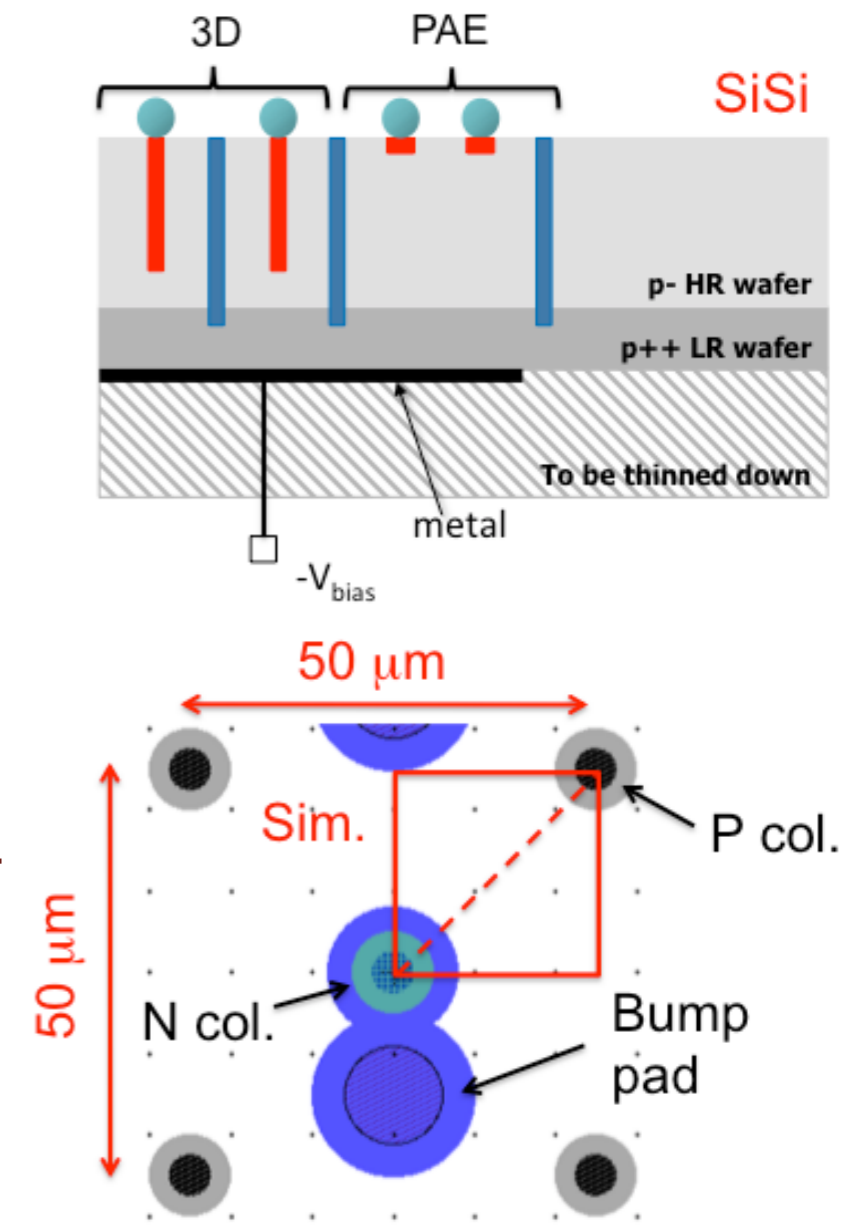 3D
PAE
SiSi
p- HR wafer
p++ LR wafer
To be thinned down
metal
-Vbias
50 μm
Sim.
P col.
50 μm
N col.
Bump
pad